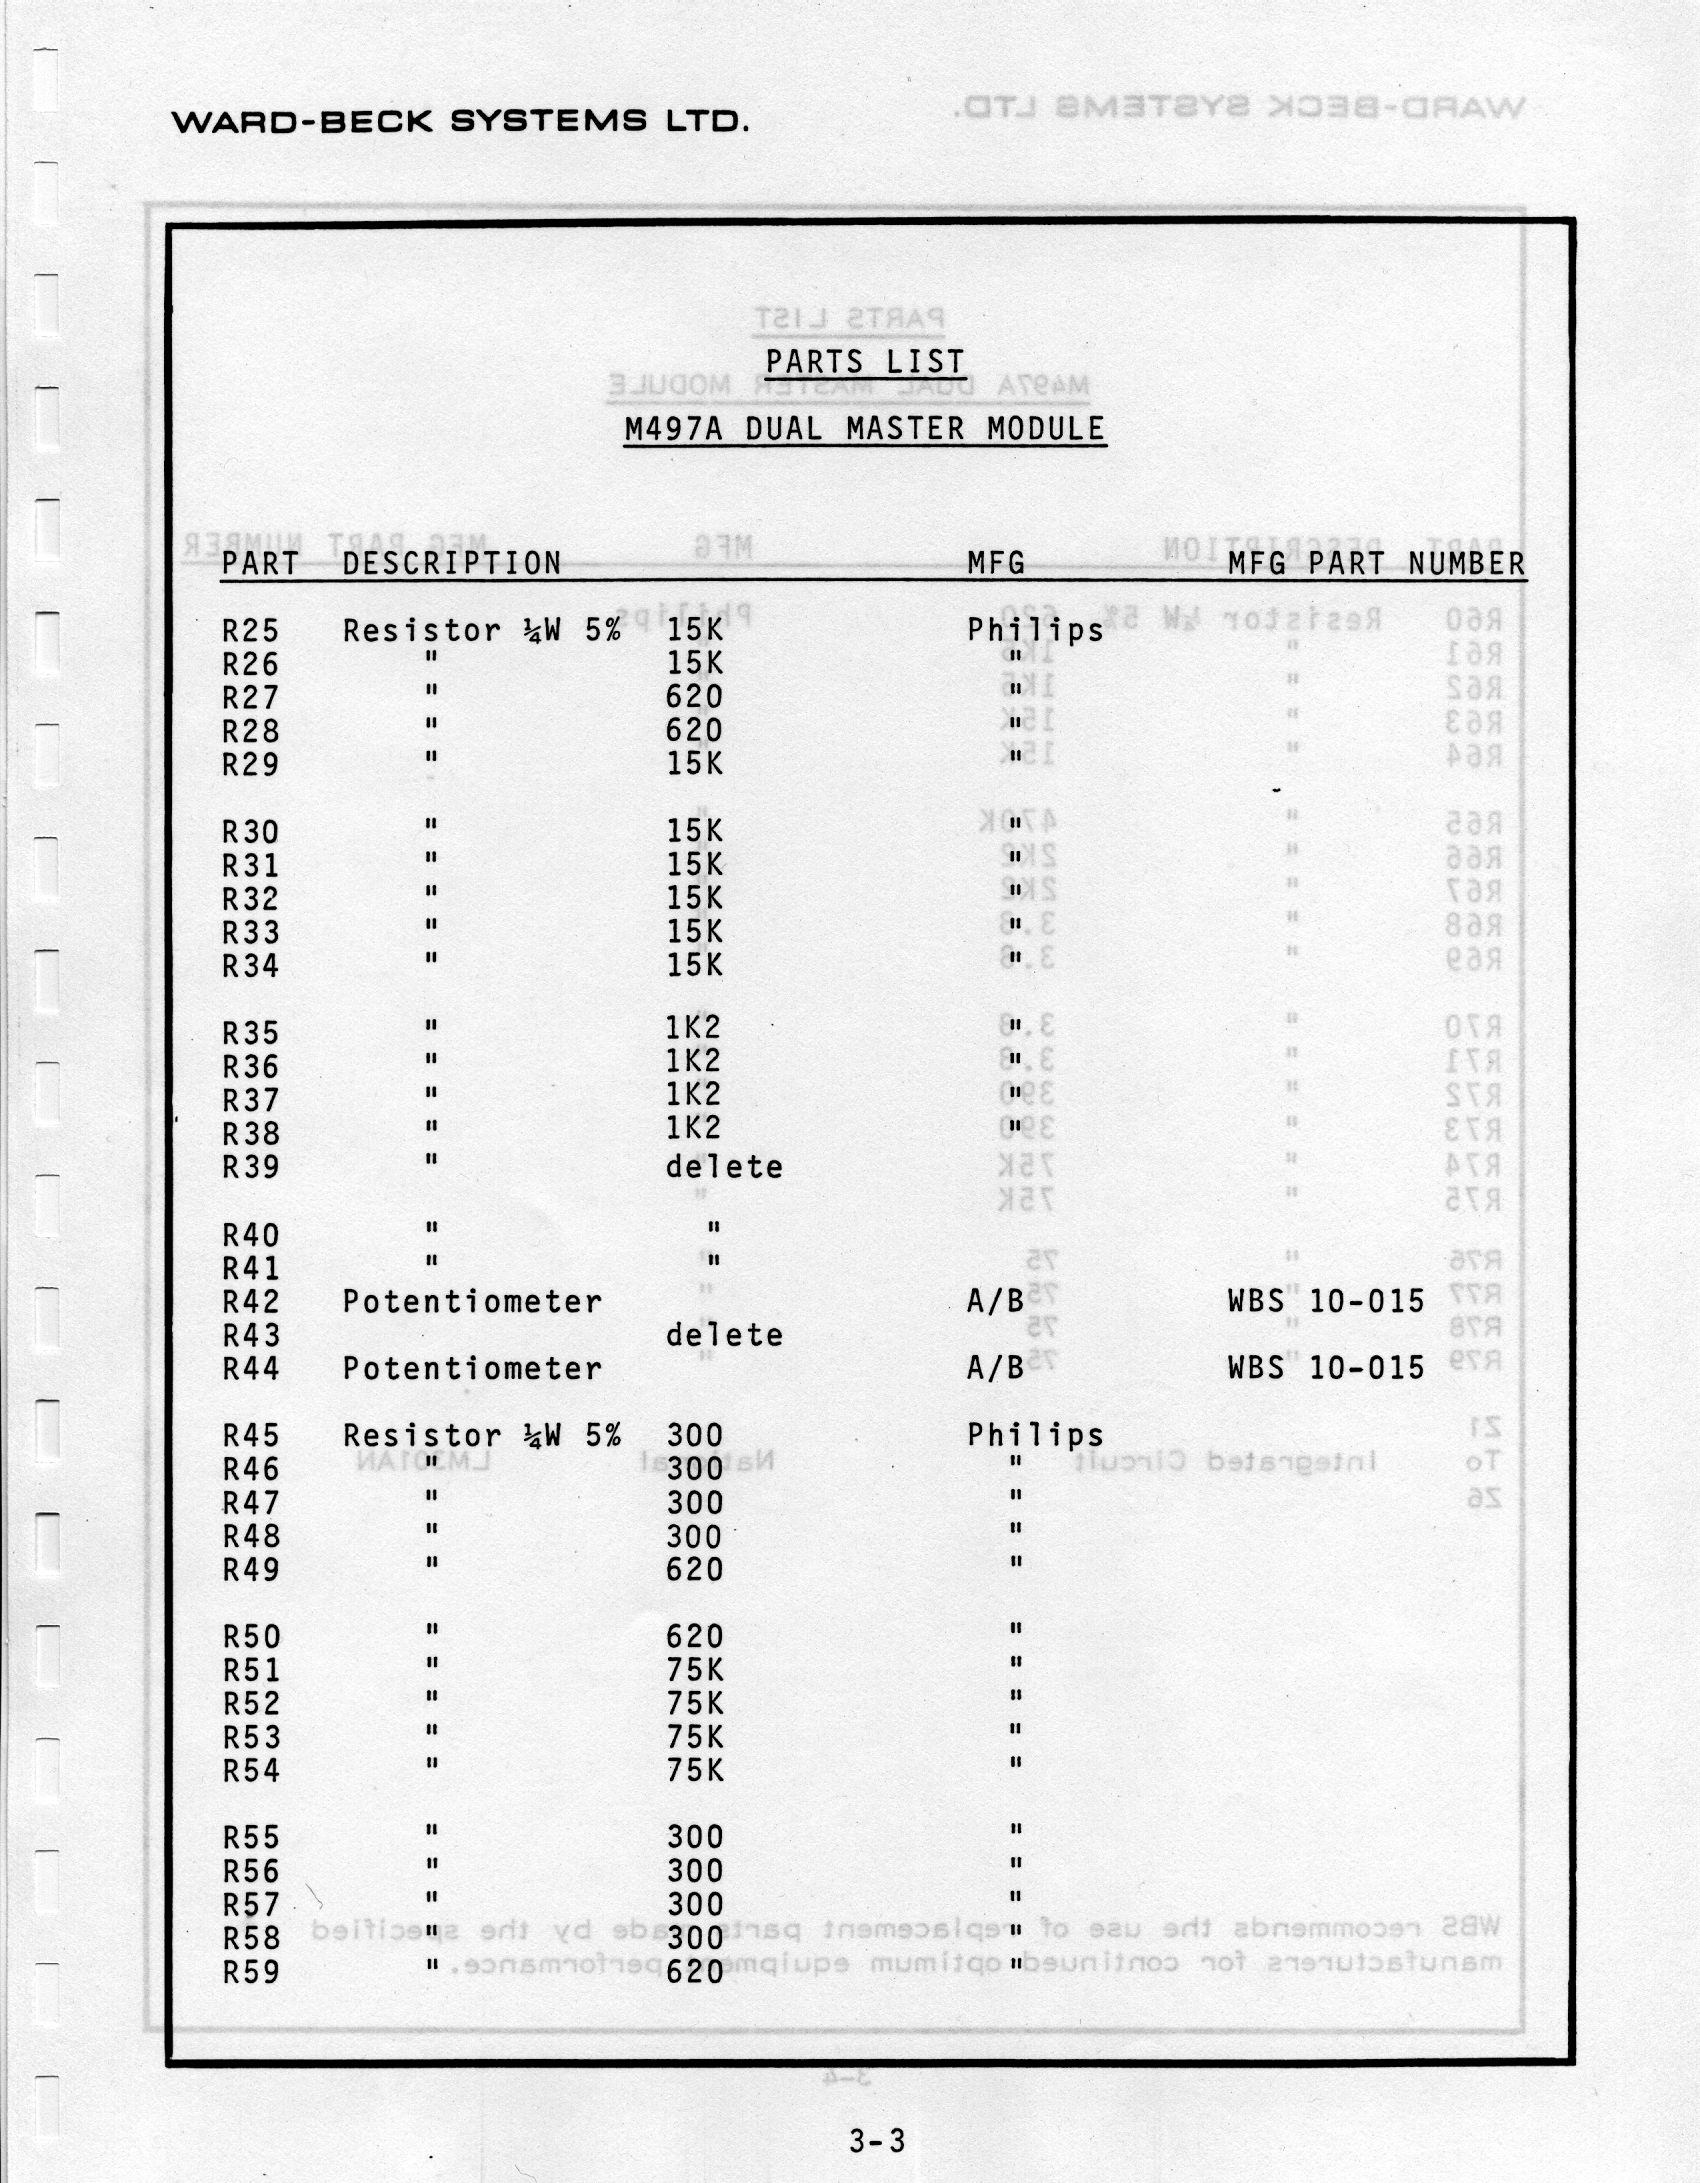 WARD-BECK SYSTEMS LTD.
PARTS LIST
M497A DUAL MASTER MODULE
PART DESCRIPTION MFG MFG PART NUMBER
R25 Resistor ¼W 5% 15K Philips
R26 " 15K "
R27 " 620 "
R28 " 620 "
R29 " 15K "
R30 " 15K "
R31 " 15K "
R32 " 15K "
R33 " 15K "
R34 " 15K "
R35 " 1K2 "
R36 " 1K2 "
R37 " 1K2 "
R38 " 1K2 "
R39 " delete
R40 " "
R41 " "
R42 Potentiometer A/B WBS 10-015
R43 delete
R44 Potentiometer A/B WBS 10-015
R45 Resistor ¼W 5% 300 Philips
R46 " 300 "
R47 " 300 "
R48 " 300 "
R49 " 620 "
R50 " 620 "
R51 " 75K "
R52 " 75K "
R53 " 75K "
R54 " 75K "
R55 " 300 "
R56 " 300 "
R57 " 300 "
R58 " 300 "
R59 " 620 "
3-3